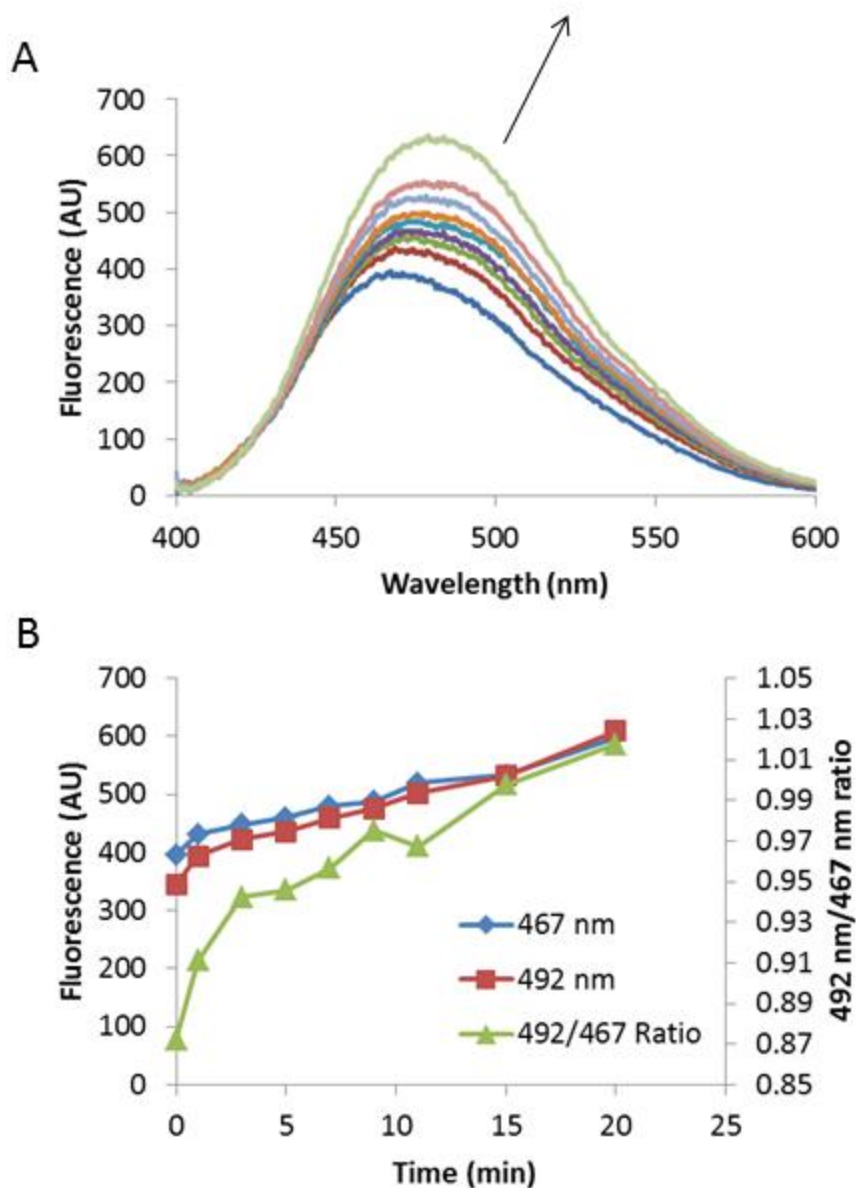 A
700
600
500
400
300
200
100
0
Fluorescence (AU)
400 450 500 550 600
Wavelength (nm)
B
700
600
500
400
300
200
100
0
Fluorescence (AU)
1.05
1.03
1.01
0.99
0.97
0.95
0.93
0.91
0.89
0.87
0.85
492 nm/467 nm ratio
467 nm
492 nm
492/467 Ratio
0 5 10 15 20 25
Time (min)